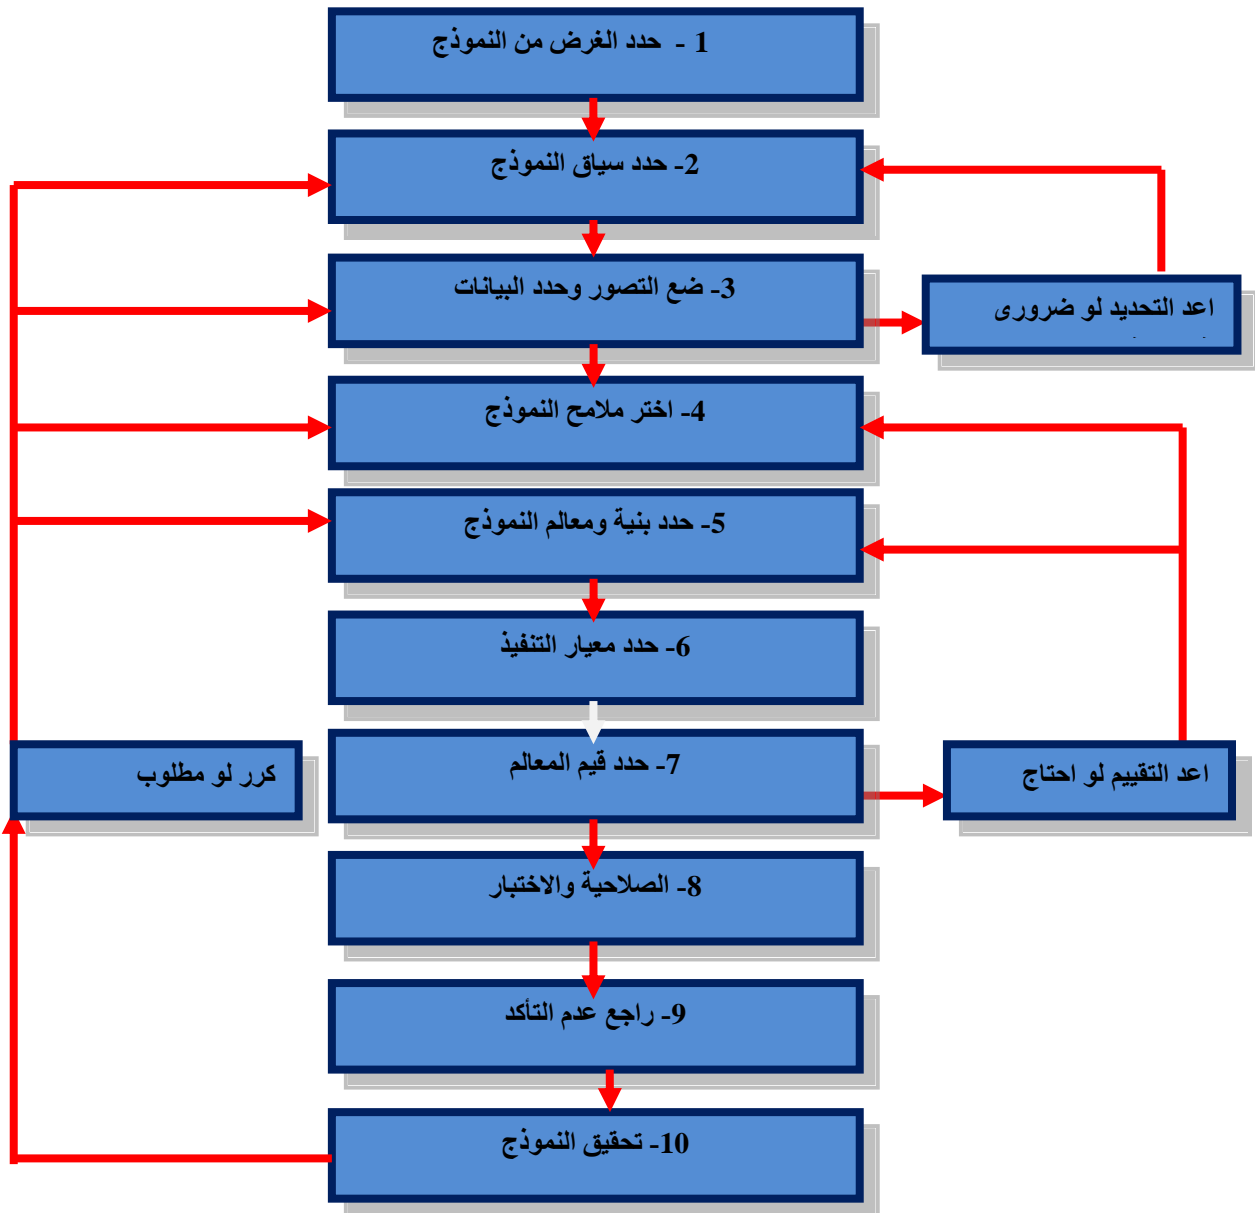 1 - حدد الغرض من النموذج
2- حدد سياق النموذج
3- ضع التصور وحدد البيانات
اعد التحديد لو ضرورى
4- اختر ملامح النموذج
5- حدد بنية ومعالم النموذج
6- حدد معيار التنفيذ
7- حدد قيم المعالم
اعد التقييم لو احتاج
كرر لو مطلوب
8- الصلاحية والاختبار
9- راجع عدم التأكد
10- تحقيق النموذج